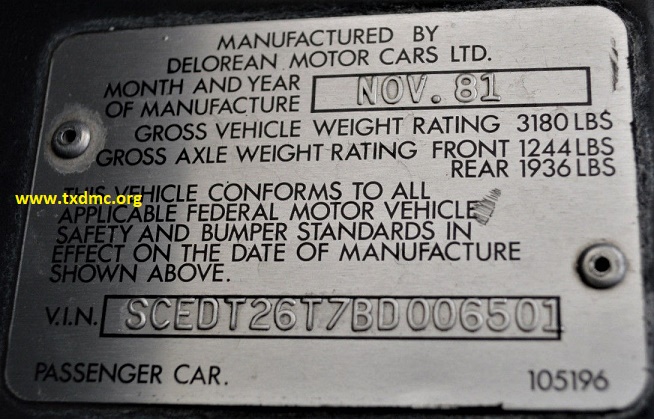 MANUFACTURED BY
DELOREAN MOTOR CARS LTD.
MONTH AND YEAR
OF MANUFACTURE NOV. 81
GROSS VEHICLE WEIGHT RATING 3180 LBS
GROSS AXLE WEIGHT RATING FRONT 1244 LBS
REAR 1936 LBS
www.txdmc.org
THIS VEHICLE CONFORMS TO ALL
APPLICABLE FEDERAL MOTOR VEHICLE
SAFETY AND BUMPER STANDARDS IN
EFFECT ON THE DATE OF MANUFACTURE
SHOWN ABOVE.
V.I.N. SCEDT26T7BD006501
PASSENGER CAR. 105196